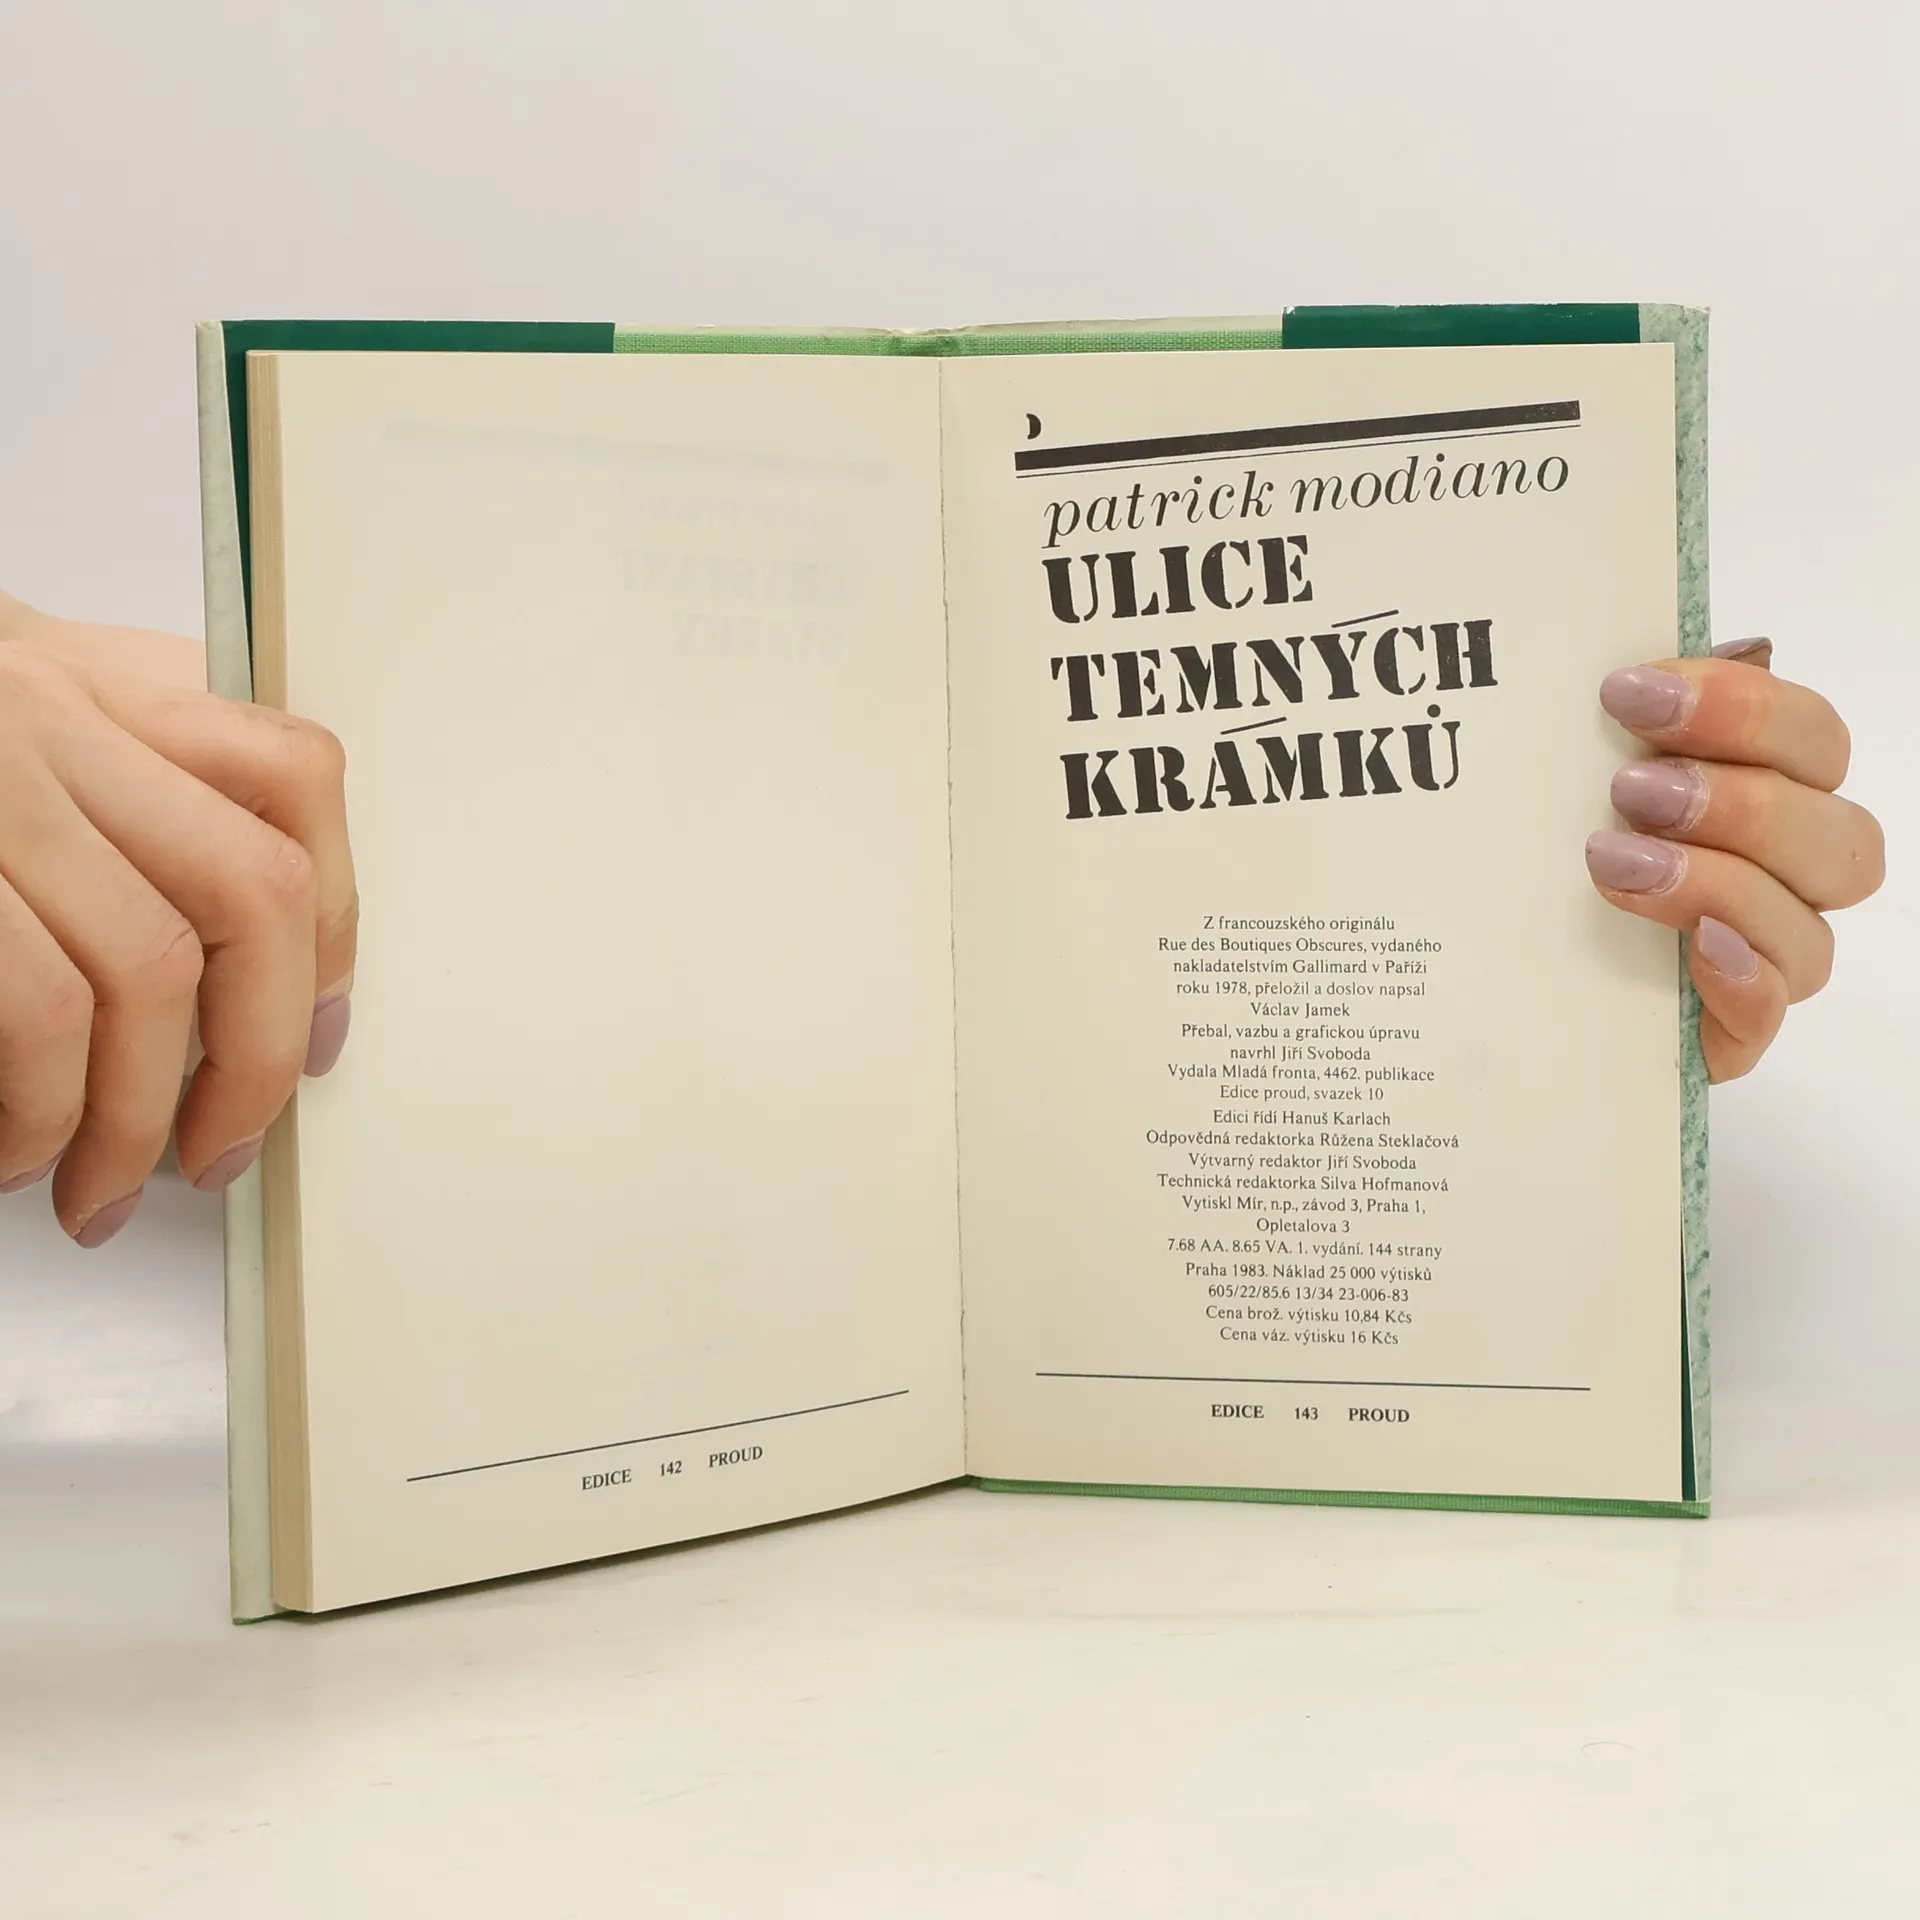 EDICE 142 PROUD
patrick modiano
ULICE
TEMNÝCH
KRÁMKŮ
Z francouzského originálu
Rue des Boutiques Obscures, vydaného
nakladatelstvím Gallimard v Paříži
roku 1978, přeložil a doslov napsal
Václav Jamek
Přebal, vazbu a grafickou úpravu
navrhl Jiří Svoboda
Vydala Mladá fronta, 4462. publikace
Edice proud, svazek 10
Edici řídí Hanuš Karlach
Odpovědná redaktorka Růžena Steklačová
Výtvarný redaktor Jiří Svoboda
Technická redaktorka Silva Hofmanová
Vytiskl Mír, n.p., závod 3, Praha 1,
Opletalova 3
7.68 AA. 8.65 VA. 1. vydání. 144 strany
Praha 1983. Náklad 25 000 výtisků
605/22/85.6 13/34 23-006-83
Cena brož. výtisku 10,84 Kčs
Cena váz. výtisku 16 Kčs
EDICE 143 PROUD